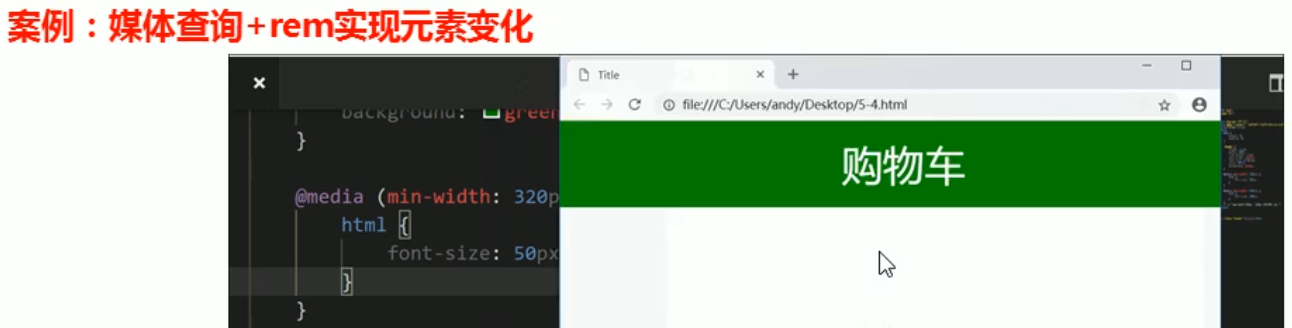 案例：媒体查询+rem实现元素变化
Title
file:///C:/Users/andy/Desktop/5-4.html
background: green
}
购物车
@media (min-width: 320p
html {
font-size: 50px
}
}